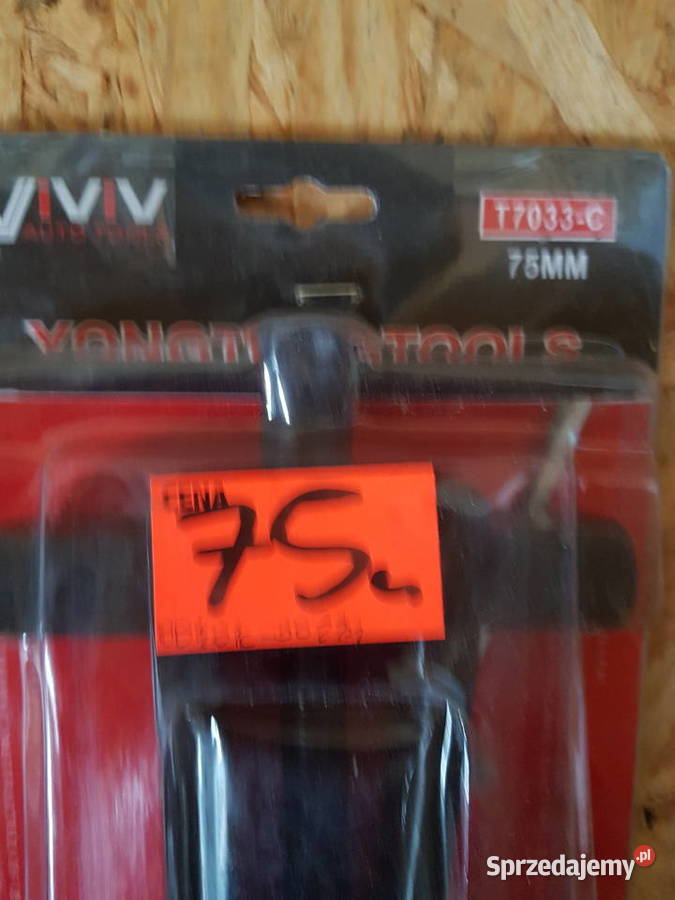 VIVIV
AUTO TOOLS
T7033-C
75MM
CENA
75
Sprzedajemy.pl